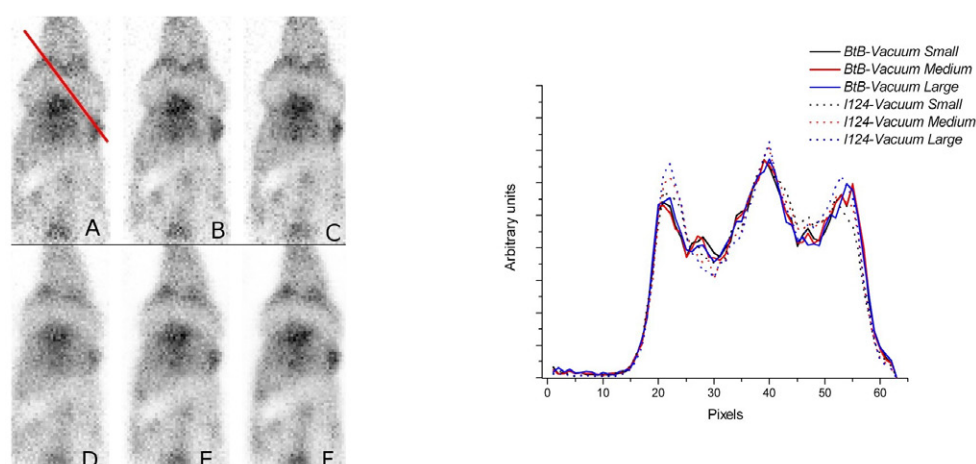 A
B
C
D
E
F
BtB-Vacuum Small
BtB-Vacuum Medium
BtB-Vacuum Large
I124-Vacuum Small
I124-Vacuum Medium
I124-Vacuum Large
Arbitrary units
0 10 20 30 40 50 60
Pixels